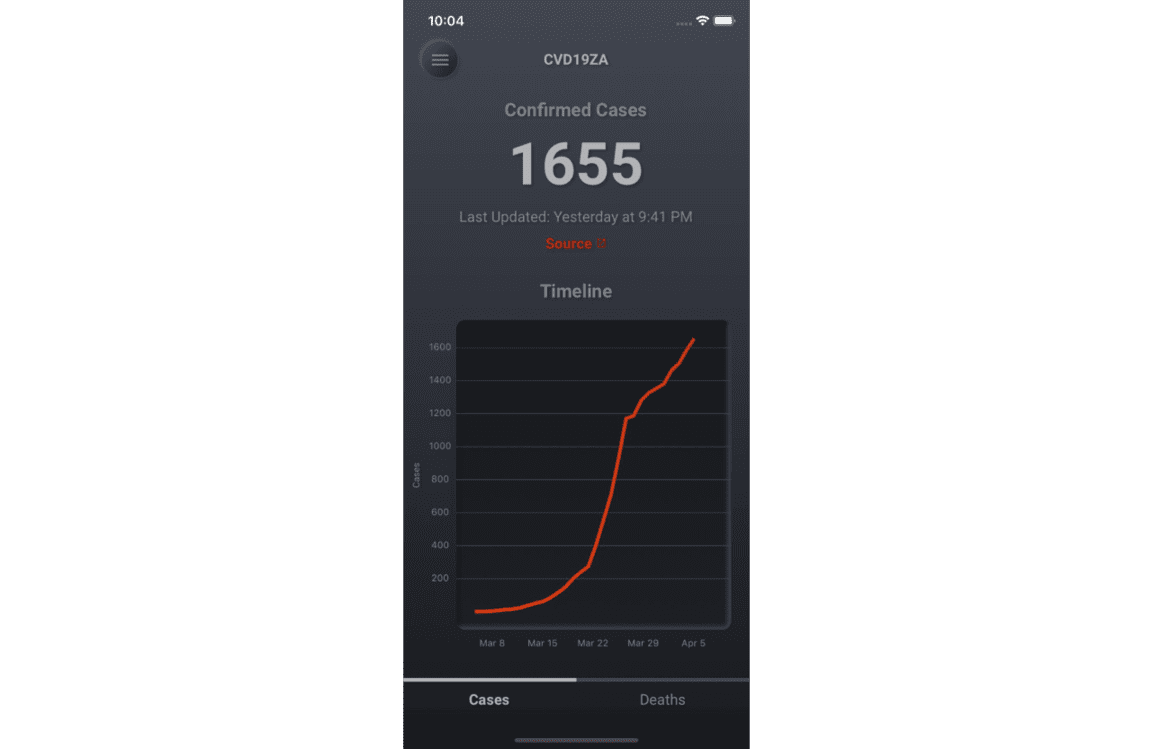 10:04
CVD19ZA
Confirmed Cases
1655
Last Updated: Yesterday at 9:41 PM
Source
Timeline
1600
1400
1200
1000
800
600
400
200
Cases
Mar 8 Mar 15 Mar 22 Mar 29 Apr 5
Cases Deaths